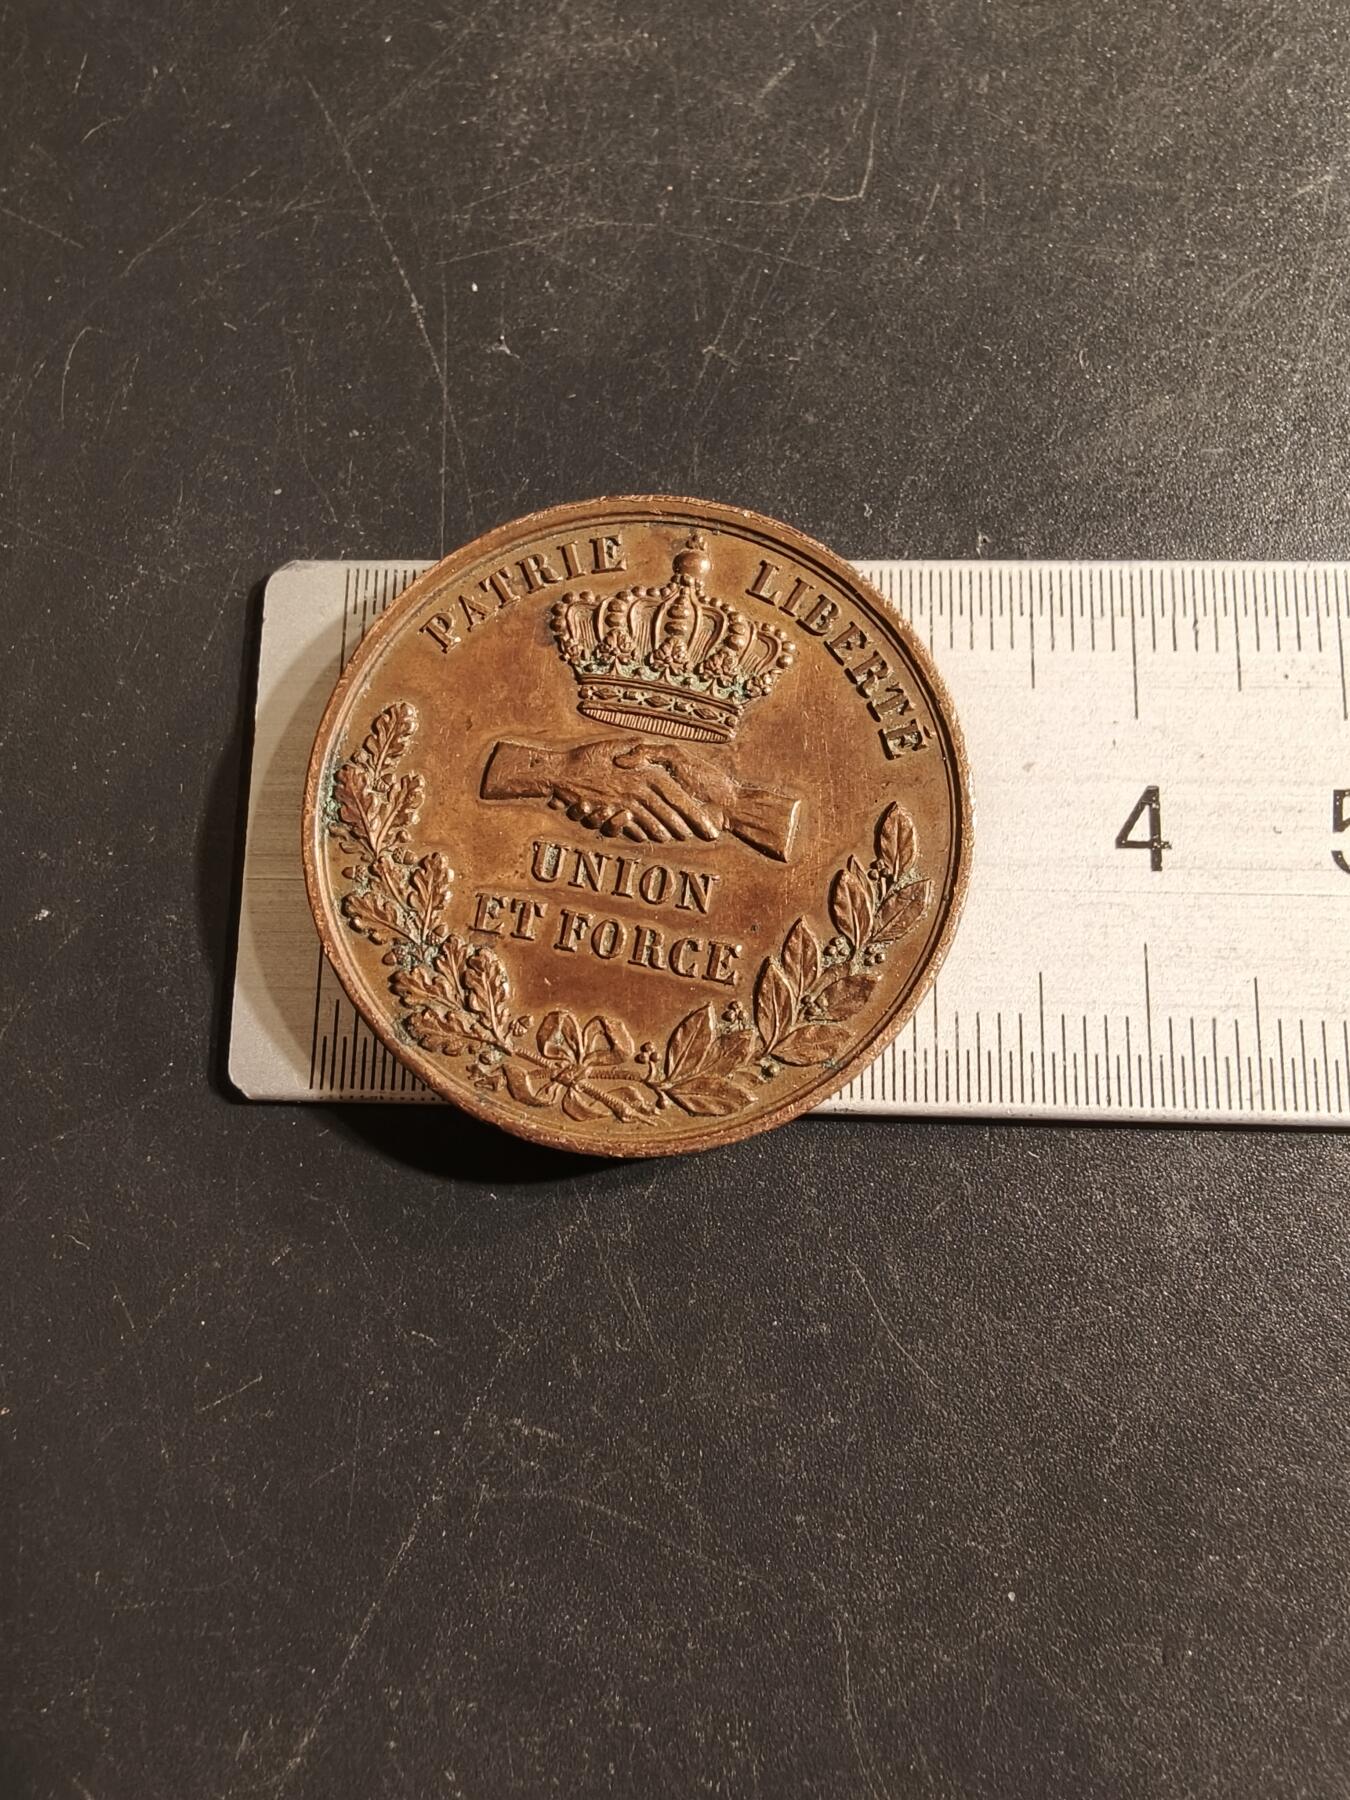 PATRIE LIBERTÉ
UNION
ET FORCE
4
5